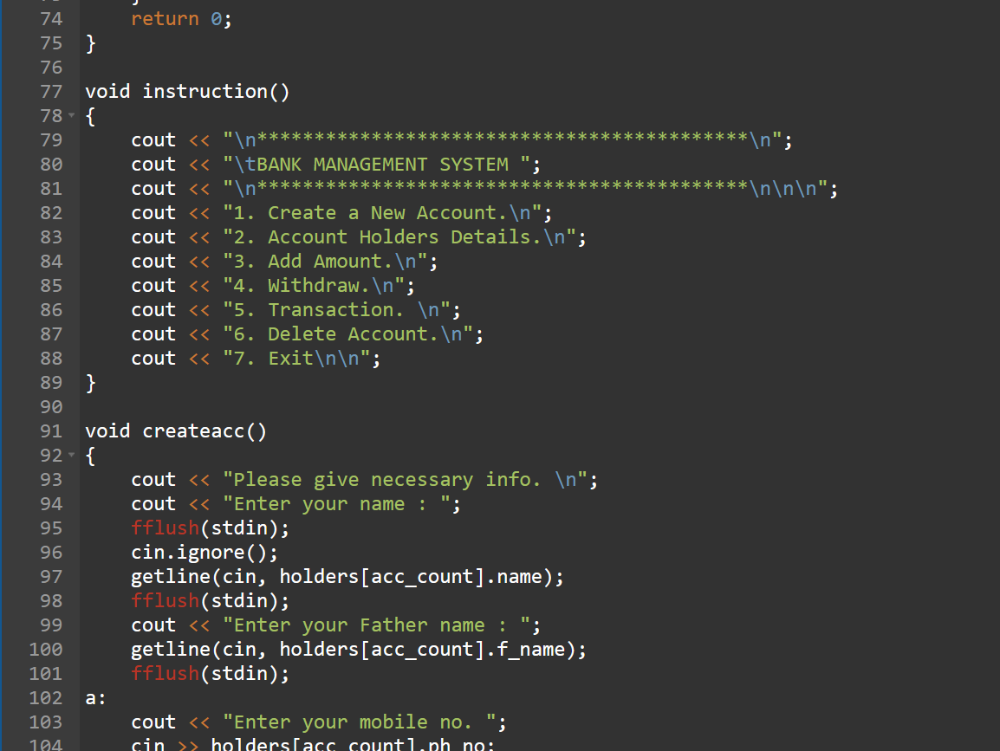 74 return 0;
75 }
76
77 void instruction()
78 {
79 cout << "\n*******************************************\n";
80 cout << "\tBANK MANAGEMENT SYSTEM ";
81 cout << "\n*******************************************\n\n\n";
82 cout << "1. Create a New Account.\n";
83 cout << "2. Account Holders Details.\n";
84 cout << "3. Add Amount.\n";
85 cout << "4. Withdraw.\n";
86 cout << "5. Transaction. \n";
87 cout << "6. Delete Account.\n";
88 cout << "7. Exit\n\n";
89 }
90
91 void createacc()
92 {
93 cout << "Please give necessary info. \n";
94 cout << "Enter your name : ";
95 fflush(stdin);
96 cin.ignore();
97 getline(cin, holders[acc_count].name);
98 fflush(stdin);
99 cout << "Enter your Father name : ";
100 getline(cin, holders[acc_count].f_name);
101 fflush(stdin);
102 a:
103 cout << "Enter your mobile no. ";
104 cin >> holders[acc_count].ph_no;